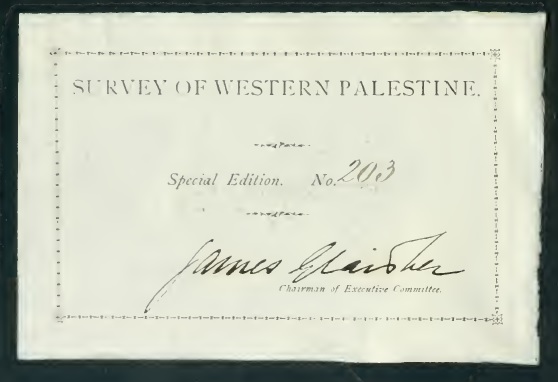 SURVEY OF WESTERN PALESTINE.
Special Edition. No. 203
James Glaisher
Chairman of Executive Committee.